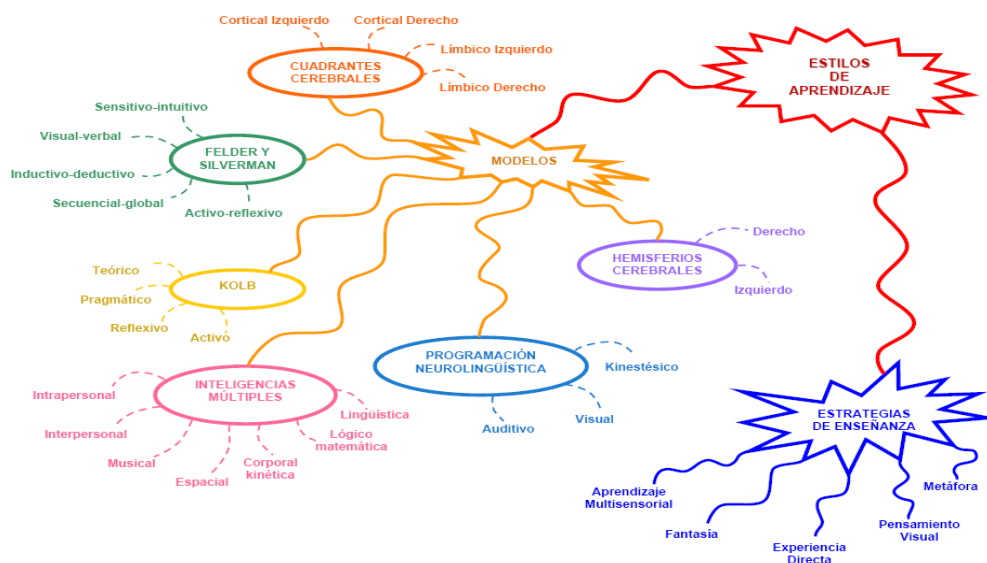 ESTILOS
DE
APRENDIZAJE
MODELOS
CUADRANTES
CEREBRALES
Cortical Izquierdo
Cortical Derecho
Límbico Izquierdo
Límbico Derecho
FELDER Y
SILVERMAN
Sensitivo-intuitivo
Visual-verbal
Inductivo-deductivo
Secuencial-global
Activo-reflexivo
KOLB
Teórico
Pragmático
Reflexivo
Activo
INTELIGENCIAS
MÚLTIPLES
Intrapersonal
Interpersonal
Musical
Espacial
Corporal
kinética
Lógico
matemática
Lingüística
PROGRAMACIÓN
NEUROLINGÜÍSTICA
Kinestésico
Visual
Auditivo
HEMISFERIOS
CEREBRALES
Derecho
Izquierdo
ESTRATEGIAS
DE ENSEÑANZA
Aprendizaje
Multisensorial
Fantasía
Experiencia
Directa
Pensamiento
Visual
Metáfora